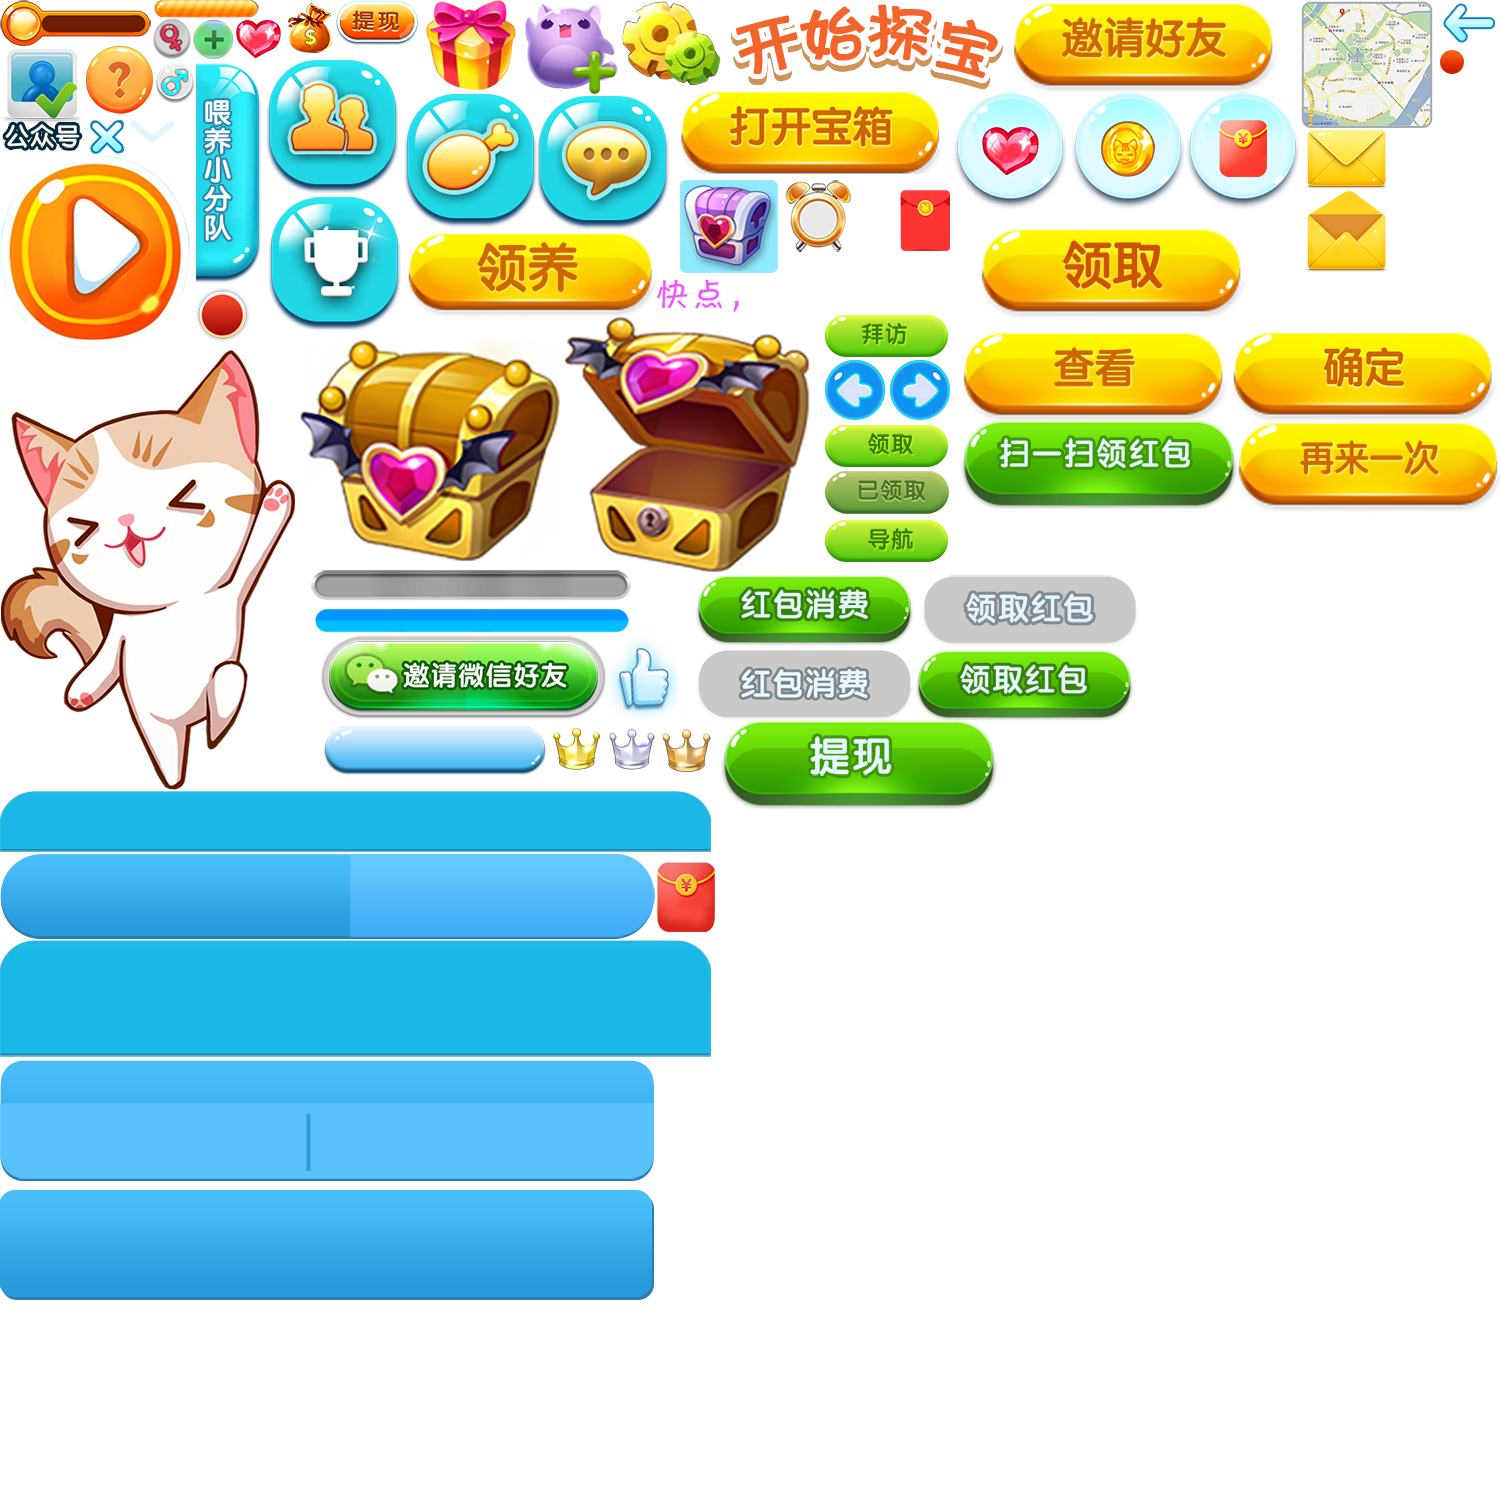 提现
开始探宝
邀请好友
公众号
喂养小分队
打开宝箱
领养
领取
快点，
拜访
查看
确定
领取
扫一扫领红包
再来一次
已领取
导航
红包消费
领取红包
邀请微信好友
红包消费
领取红包
提现